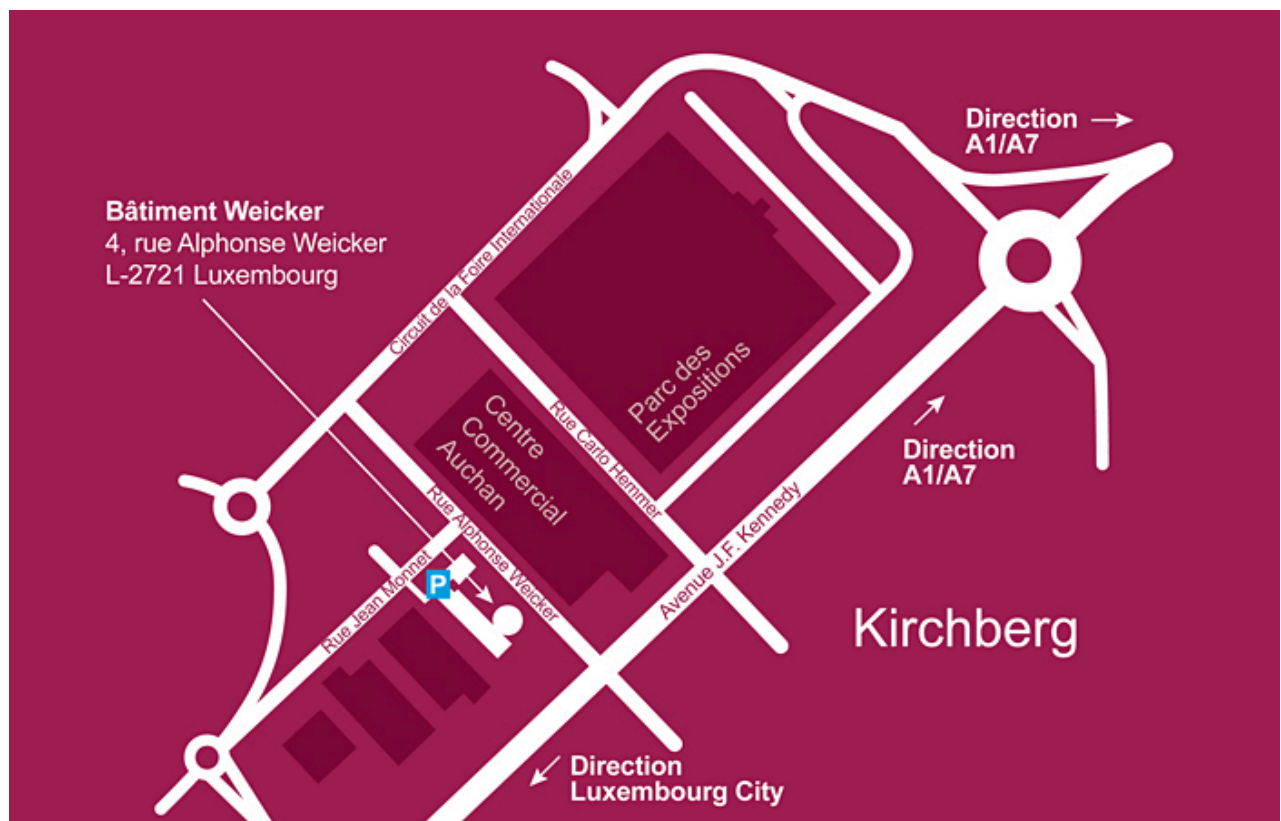 Direction
A1/A7
Bâtiment Weicker
4, rue Alphonse Weicker
L-2721 Luxembourg
Circuit de la Foire Internationale
Parc des
Expositions
Centre
Commercial
Auchan
Rue Carlo Hemmer
Direction
A1/A7
Rue Alphonse Weicker
Avenue J.F. Kennedy
Rue Jean Monnet
P
Kirchberg
Direction
Luxembourg City